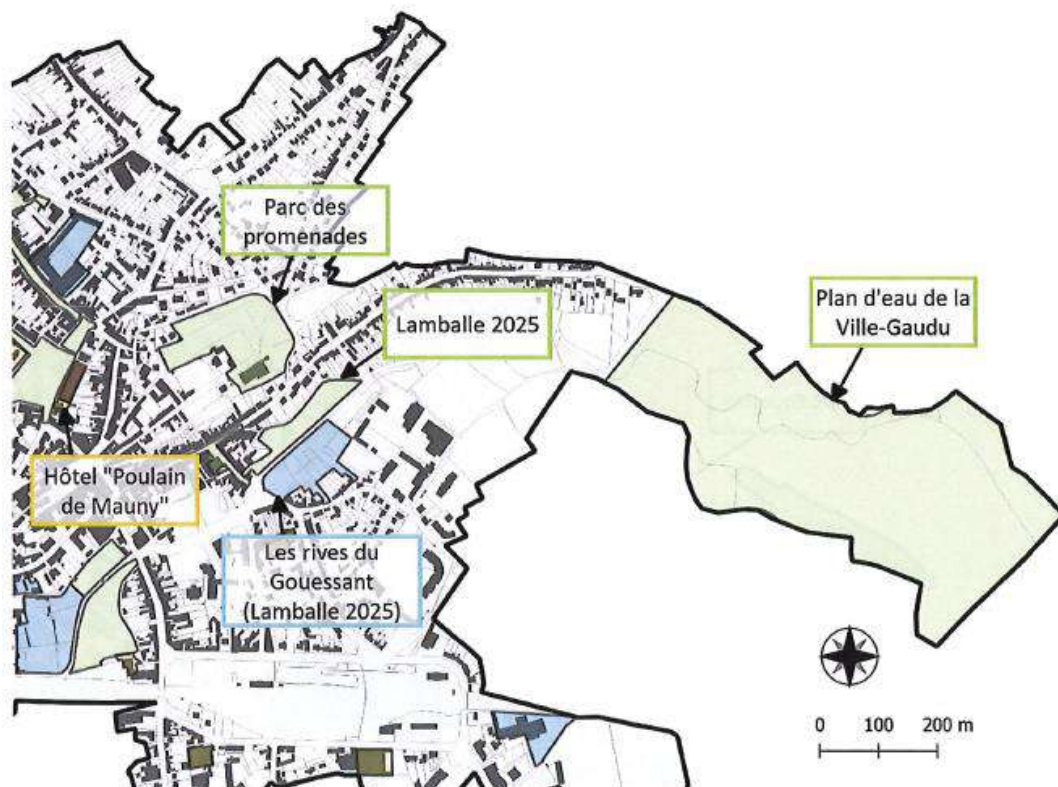 Parc des
promenades
Lamballe 2025
Plan d'eau de la
Ville-Gaudu
Hôtel "Poulain
de Mauny"
Les rives du
Gouessant
(Lamballe 2025)
0 100 200 m